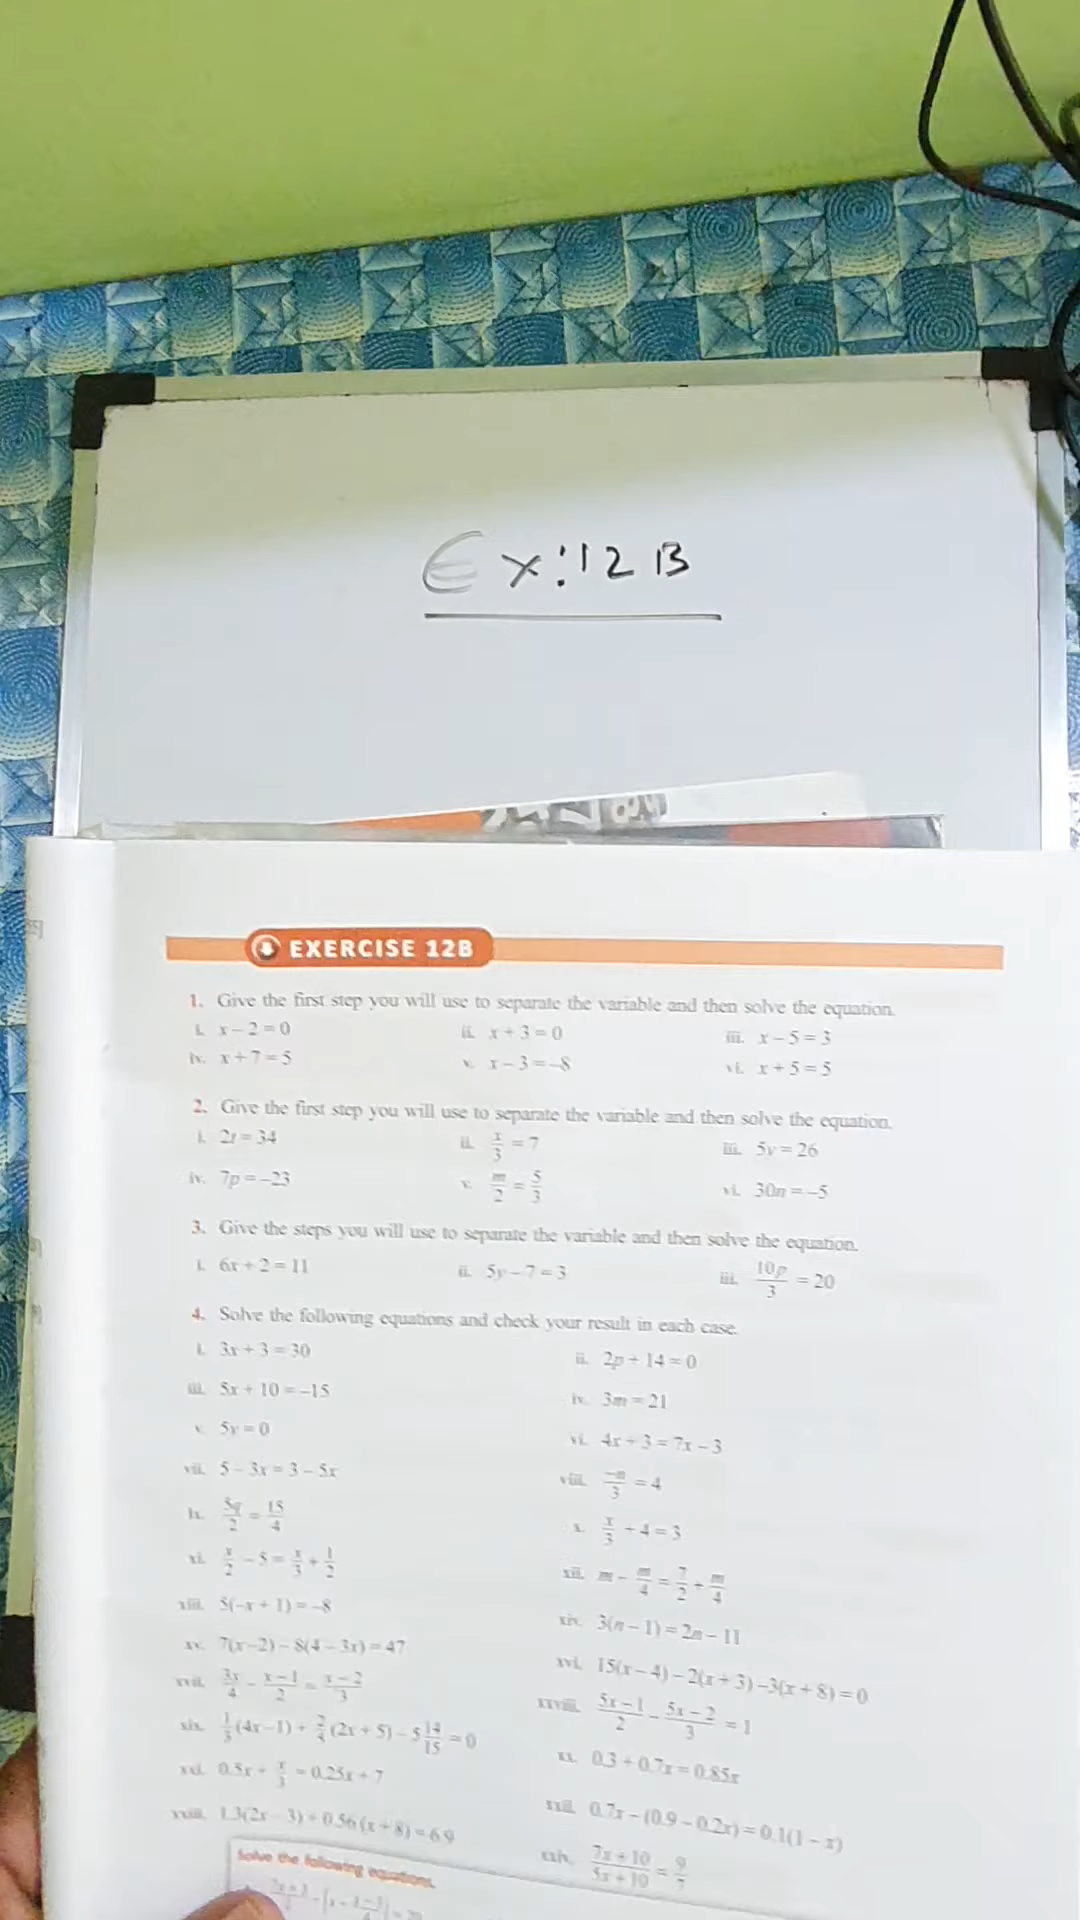 Ex:12B
EXERCISE 12B
1. Give the first step you will use to separate the variable and then solve the equation.
i. x – 2 = 0 ii. x + 3 = 0 iii. x – 5 = 3
iv. x + 7 = 5 v. x – 3 = –8 vi. x + 5 = 5
2. Give the first step you will use to separate the variable and then solve the equation.
i. 2t = 34 ii. x/3 = 7 iii. 5v = 26
iv. 7p = –23 v. m/2 = 5/3 vi. 30n = –5
3. Give the steps you will use to separate the variable and then solve the equation.
i. 6x + 2 = 11 ii. 5y – 7 = 3 iii. 10p/3 = 20
4. Solve the following equations and check your result in each case.
i. 3x + 3 = 30 ii. 2p + 14 = 0
iii. 5x + 10 = –15 iv. 3m = 21
v. 5y = 0 vi. 4x + 3 = 7x – 3
vii. 5 – 3x = 3 – 5x viii. –n/3 = 4
ix. 5q/2 = 15/4 x. x/3 + 4 = 3
xi. x/2 – 5 = x/3 + 1/2 xii. m – m/4 = 7/2 + m/4
xiii. 5(–x + 1) = –8 xiv. 3(n – 1) = 2n – 11
xv. 7(x–2) – 8(4 – 3x) = 47 xvi. 15(x – 4) – 2(x + 3) –3(x + 8) = 0
xvii. 3x/4 – x–1/2 = x–2/3 xxviii. 5x–1/2 – 5x–2/3 = 1
xix. 1/3(4x–1) + (2x + 5) – 5 14/15 = 0 xx. 0.3 + 0.7x = 0.85x
xxi. 0.5x + x/3 = 0.25x + 7 xxii. 0.7x – (0.9 – 0.2x) = 0.1(1 – x)
xxiii. 1.3(2x – 3) + 0.56 (x + 8) = 6.9 xxiv. 7x + 10/5x + 10 = 9/7
Solve the following equations.